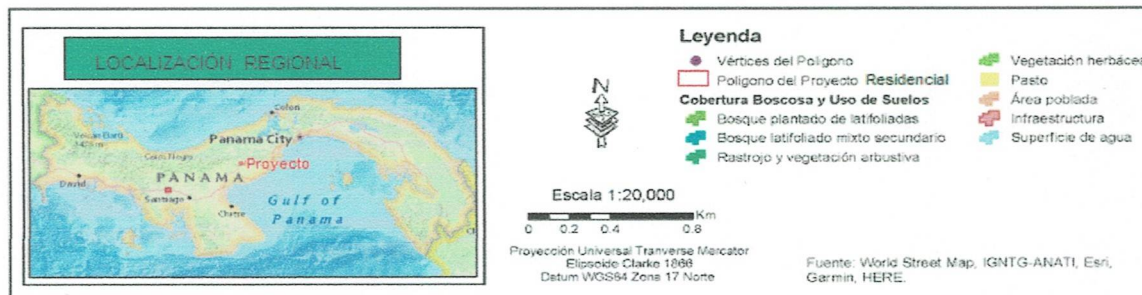 LOCALIZACIÓN REGIONAL
Colon
Panama City
Proyecto
PANAMA
David
Santiago
Chitre
Gulf of
Panama
N
Escala 1:20,000
0 0.2 0.4 0.8 Km
Proyección Universal Tranverse Mercator
Elipsoide Clarke 1866
Datum WGS84 Zona 17 Norte
Leyenda
Vértices del Poligono
Poligono del Proyecto Residencial
Cobertura Boscosa y Uso de Suelos
Bosque plantado de latifoliadas
Bosque latifoliado mixto secundario
Rastrojo y vegetación arbustiva
Vegetación herbácea
Pasto
Área poblada
Infraestructura
Superficie de agua
Fuente: World Street Map, IGNTG-ANATI, Esri,
Garmin, HERE.